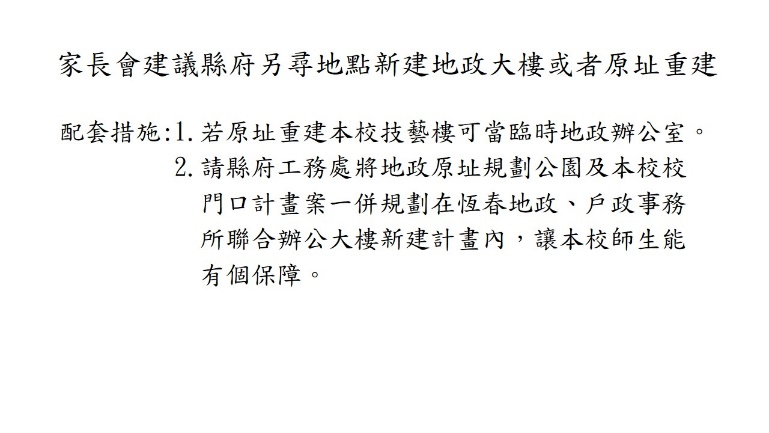 家長會建議縣府另尋地點新建地政大樓或者原址重建
配套措施:1.若原址重建本校技藝樓可當臨時地政辦公室。
2.請縣府工務處將地政原址規劃公園及本校校
門口計畫案一併規劃在恆春地政、戶政事務
所聯合辦公大樓新建計畫內，讓本校師生能
有個保障。